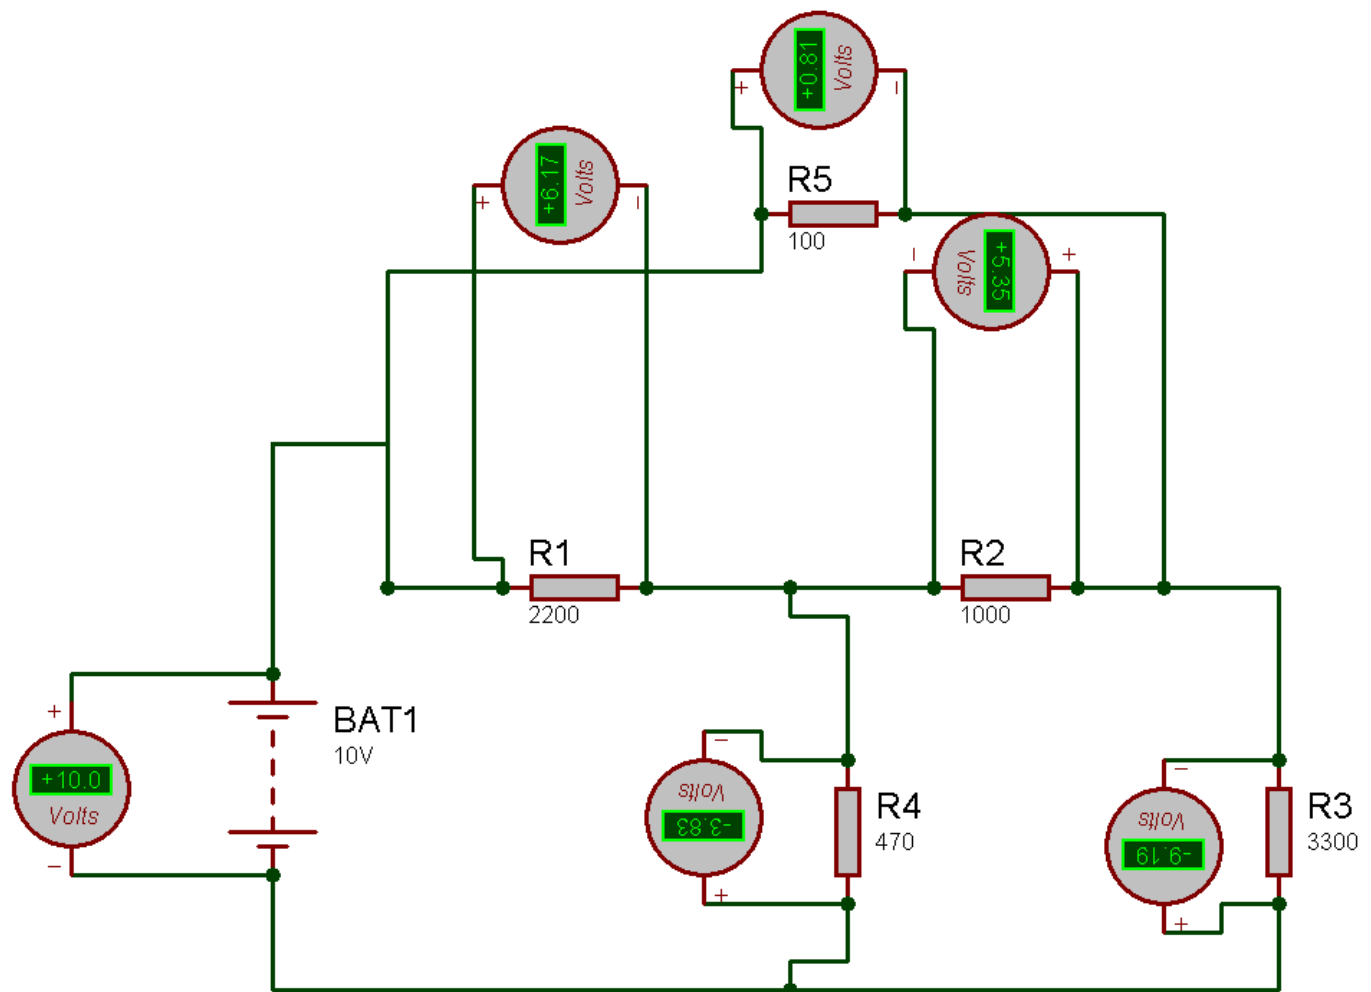 +0.81
Volts
+
−
+6.17
Volts
+
−
R5
100
+5.35
Volts
−
+
R1
2200
R2
1000
+
+10.0
Volts
−
BAT1
10V
−
Volts
-3.83
+
R4
470
−
Volts
-9.19
+
R3
3300